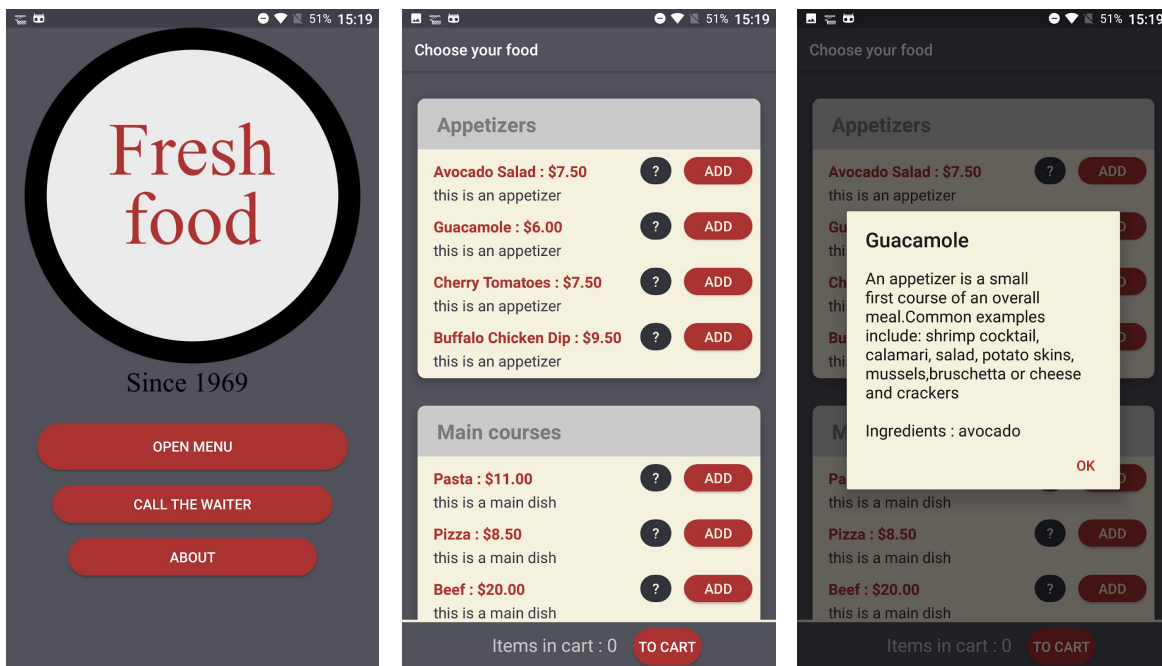 51% 15:19
Fresh
food
Since 1969
OPEN MENU
CALL THE WAITER
ABOUT
51% 15:19
Choose your food
Appetizers
Avocado Salad : $7.50 ? ADD
this is an appetizer
Guacamole : $6.00 ? ADD
this is an appetizer
Cherry Tomatoes : $7.50 ? ADD
this is an appetizer
Buffalo Chicken Dip : $9.50 ? ADD
this is an appetizer
Main courses
Pasta : $11.00 ? ADD
this is a main dish
Pizza : $8.50 ? ADD
this is a main dish
Beef : $20.00 ? ADD
this is a main dish
Items in cart : 0 TO CART
51% 15:19
Choose your food
Appetizers
Avocado Salad : $7.50 ? ADD
this is an appetizer
Guacamole
An appetizer is a small
first course of an overall
meal.Common examples
include: shrimp cocktail,
calamari, salad, potato skins,
mussels,bruschetta or cheese
and crackers
Ingredients : avocado
OK
this is a main dish
Pizza : $8.50 ? ADD
this is a main dish
Beef : $20.00 ? ADD
this is a main dish
Items in cart : 0 TO CART